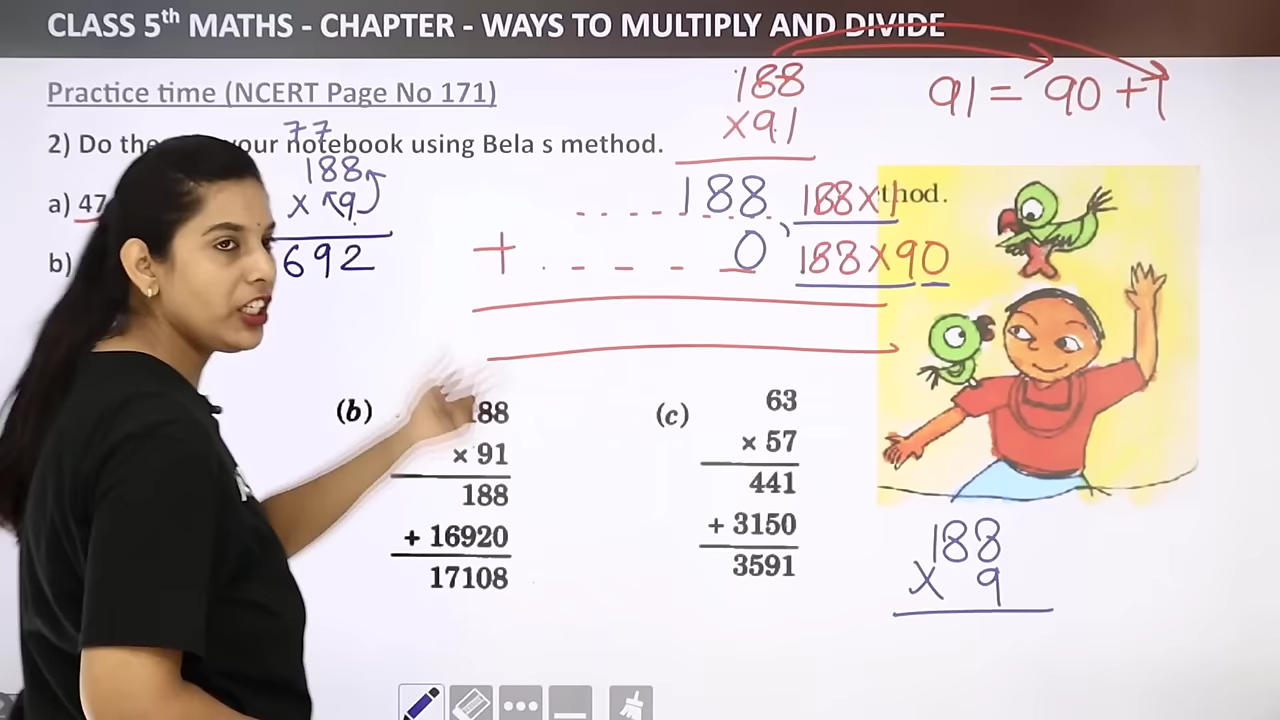 CLASS 5th MATHS - CHAPTER - WAYS TO MULTIPLY AND DIVIDE
Practice time (NCERT Page No 171)
188
×91
91 = 90 + 1
2) Do the your notebook using Bela s method.
77
188
× 9
692
a) 47
b)
188 188×1 thod.
+ 0 188×90
(b) 188
× 91
188
+ 16920
17108
(c) 63
× 57
441
+ 3150
3591
188
× 9